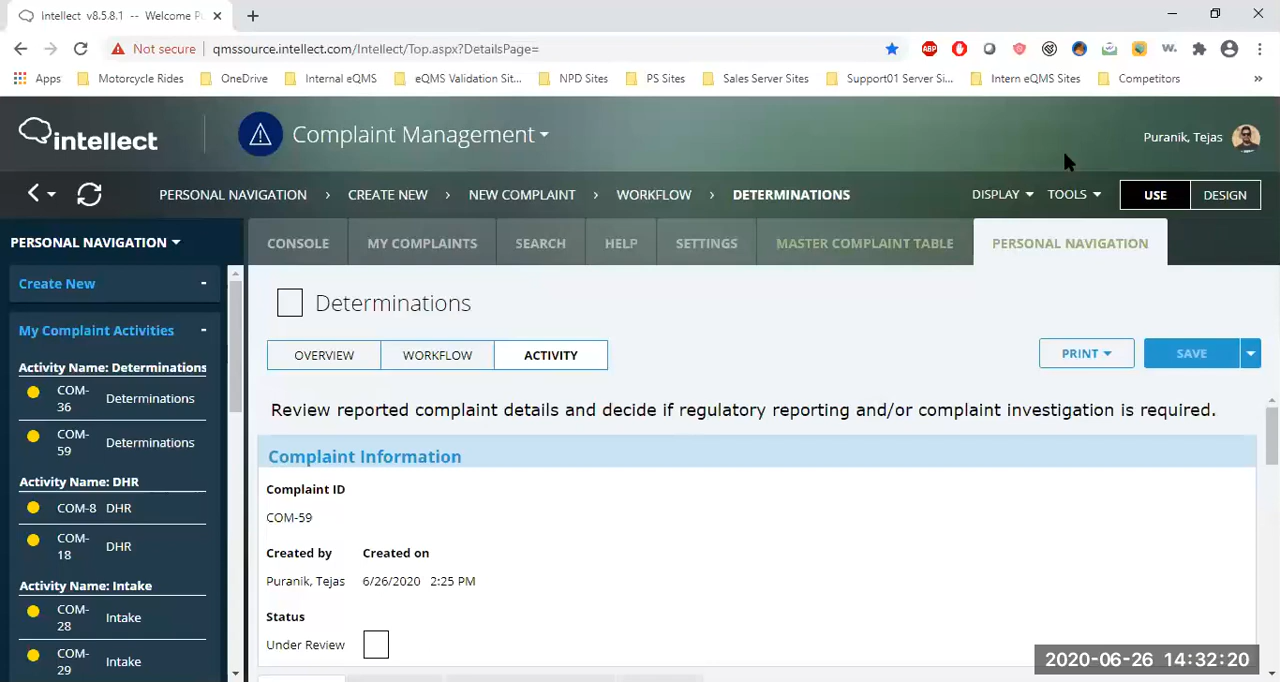 Intellect v8.5.8.1 -- Welcome Pu
Not secure qmssource.intellect.com/Intellect/Top.aspx?DetailsPage=
ABP
w.
Apps Motorcycle Rides OneDrive Internal eQMS eQMS Validation Sit... NPD Sites PS Sites Sales Server Sites Support01 Server Si... Intern eQMS Sites Competitors »
intellect Complaint Management Puranik, Tejas
PERSONAL NAVIGATION › CREATE NEW › NEW COMPLAINT › WORKFLOW › DETERMINATIONS DISPLAY TOOLS USE DESIGN
PERSONAL NAVIGATION CONSOLE MY COMPLAINTS SEARCH HELP SETTINGS MASTER COMPLAINT TABLE PERSONAL NAVIGATION
Create New -
My Complaint Activities -
Activity Name: Determinations
COM-36 Determinations
COM-59 Determinations
Activity Name: DHR
COM-8 DHR
COM-18 DHR
Activity Name: Intake
COM-28 Intake
COM-29 Intake
Determinations
OVERVIEW WORKFLOW ACTIVITY PRINT SAVE
Review reported complaint details and decide if regulatory reporting and/or complaint investigation is required.
Complaint Information
Complaint ID
COM-59
Created by Created on
Puranik, Tejas 6/26/2020 2:25 PM
Status
Under Review
2020-06-26 14:32:20